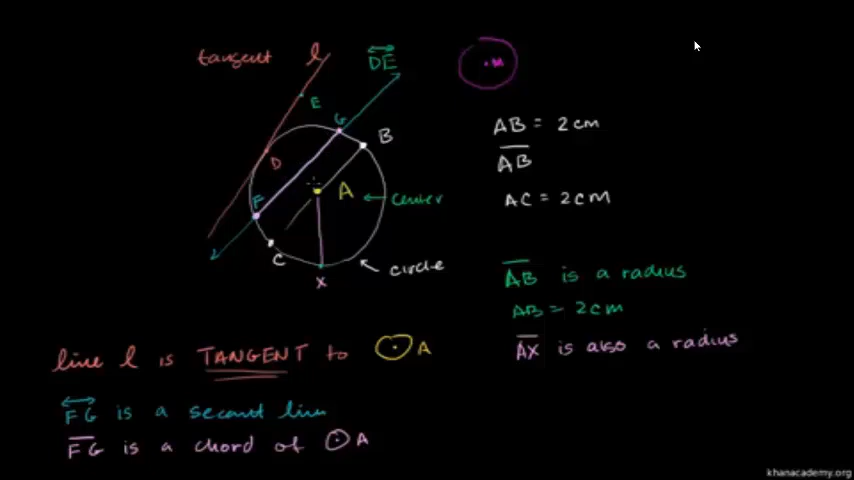 tangent l
DE
M
E
G
B
AB = 2cm
AB
D
F
A
center
AC = 2cm
C
circle
X
AB is a radius
AB = 2cm
AX is also a radius
line l is TANGENT to ⊙A
FG is a secant line
FG is a chord of ⊙A
khanacademy.org